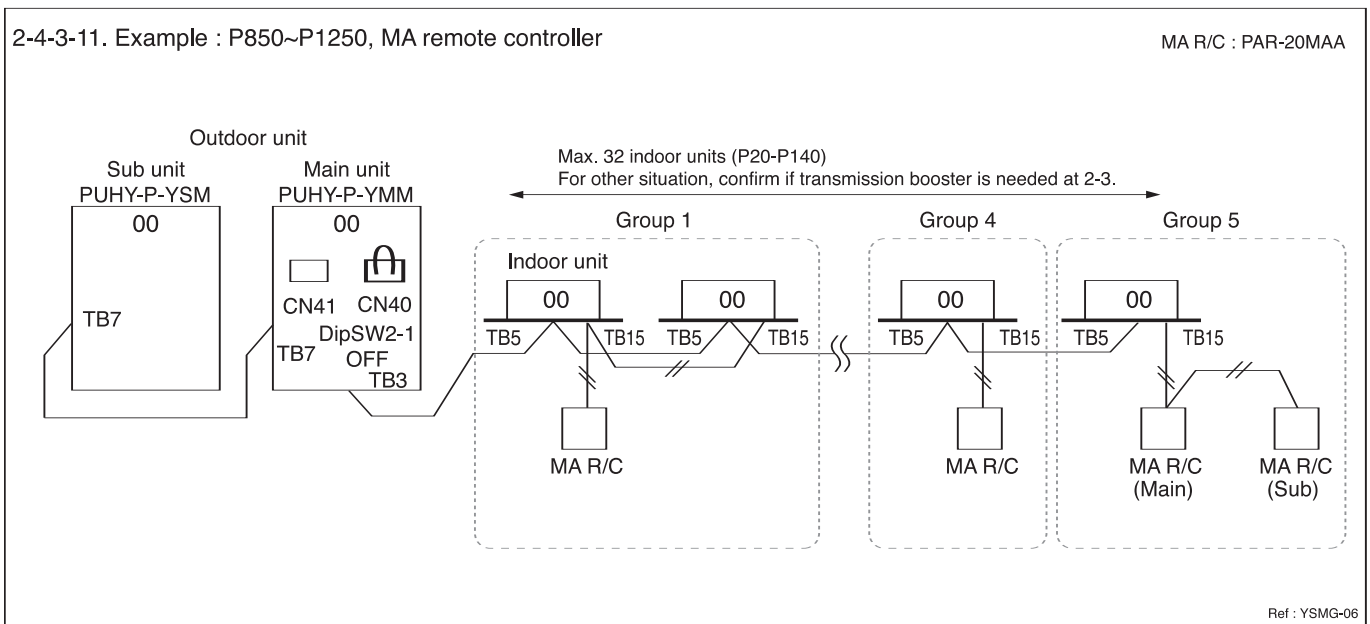 2-4-3-11. Example : P850~P1250, MA remote controller
MA R/C : PAR-20MAA
Outdoor unit
Sub unit
PUHY-P-YSM
00
TB7
Main unit
PUHY-P-YMM
00
CN41
CN40
DipSW2-1
OFF
TB7
TB3
Max. 32 indoor units (P20-P140)
For other situation, confirm if transmission booster is needed at 2-3.
Group 1
Indoor unit
00
TB5
TB15
00
TB5
TB15
MA R/C
Group 4
00
TB5
TB15
MA R/C
Group 5
00
TB5
TB15
MA R/C
(Main)
MA R/C
(Sub)
Ref : YSMG-06